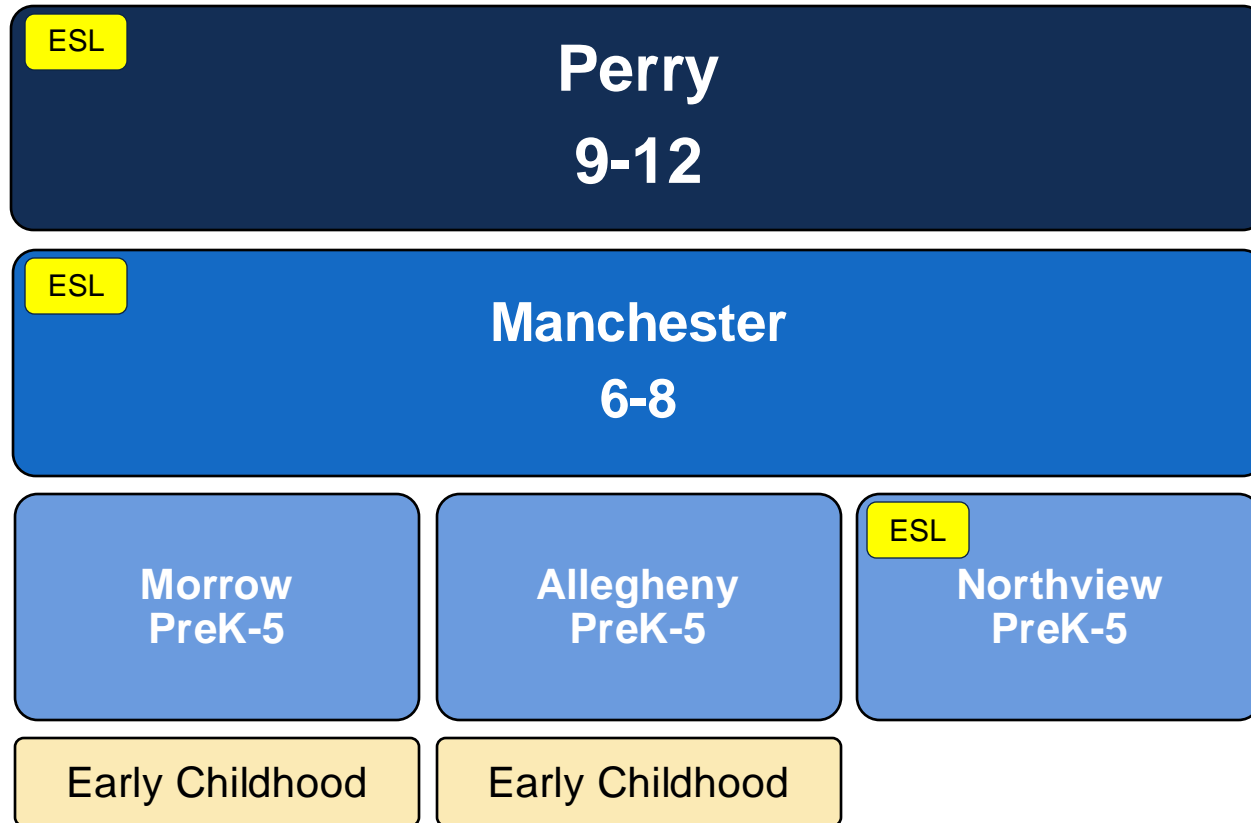 ESL
Perry
9-12
ESL
Manchester
6-8
Morrow
PreK-5
Allegheny
PreK-5
ESL
Northview
PreK-5
Early Childhood
Early Childhood